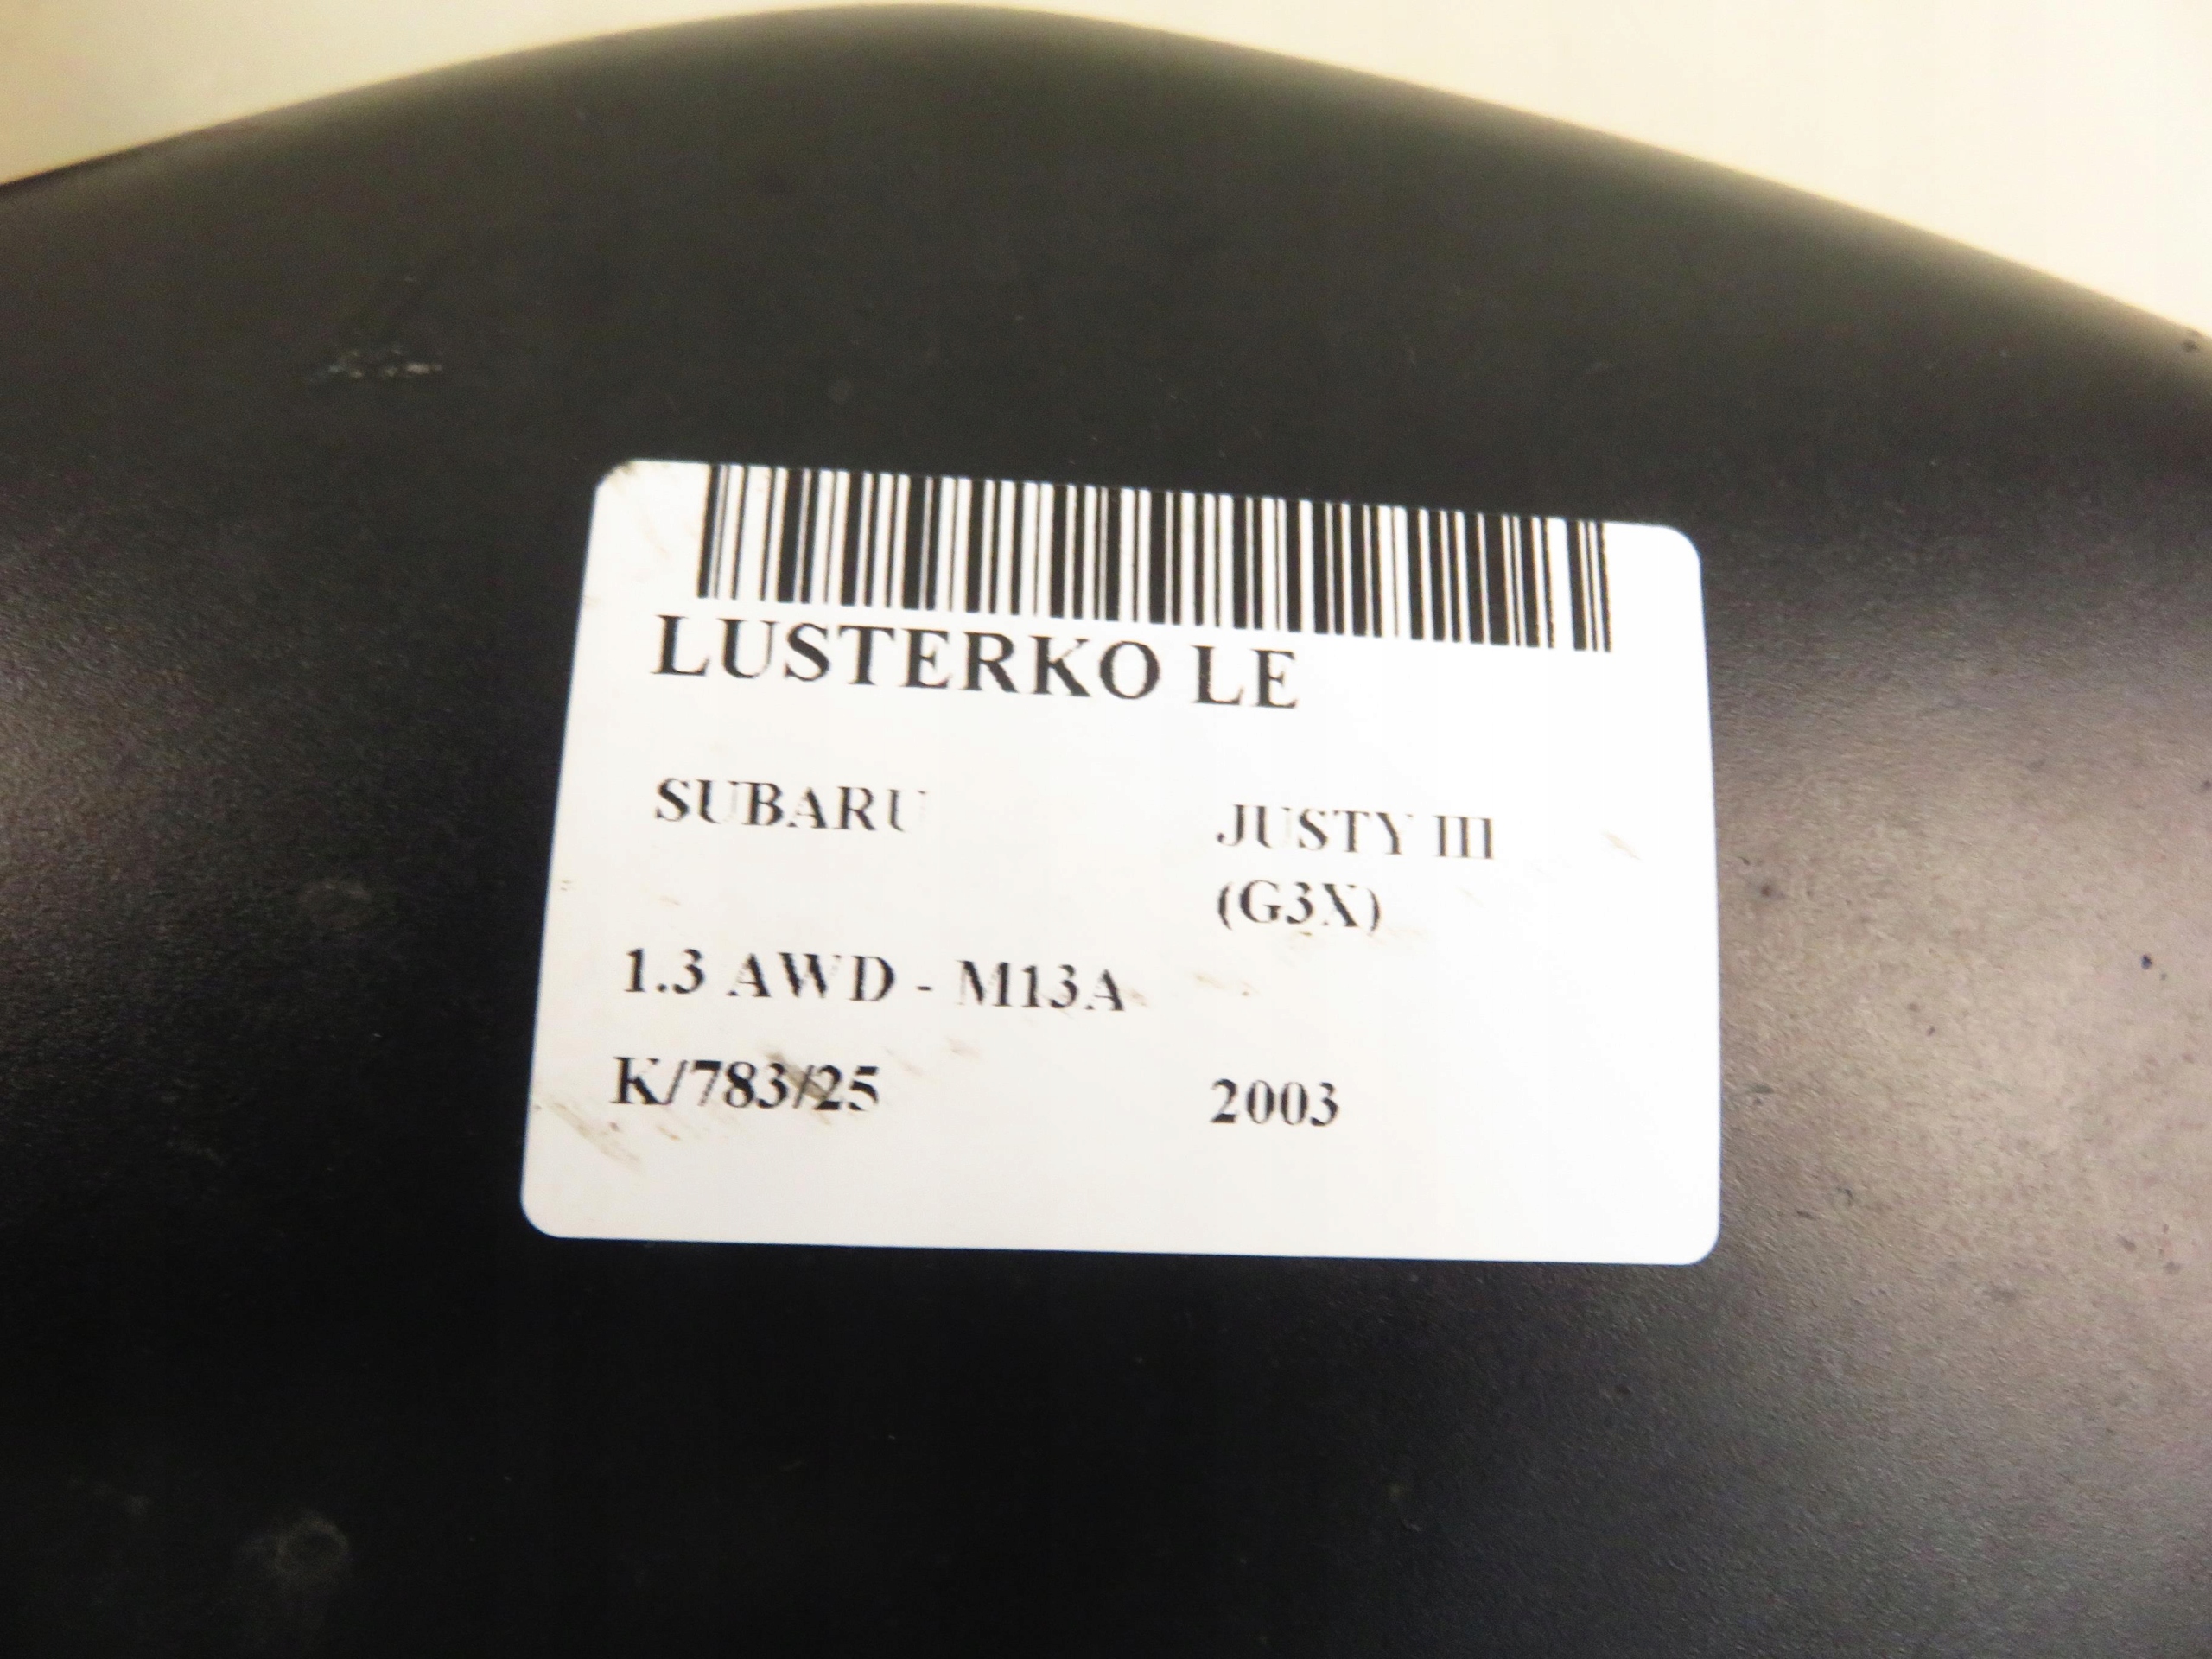 LUSTERKO LE
SUBARU JUSTY III
(G3X)
1.3 AWD - M13A
K/783/25 2003